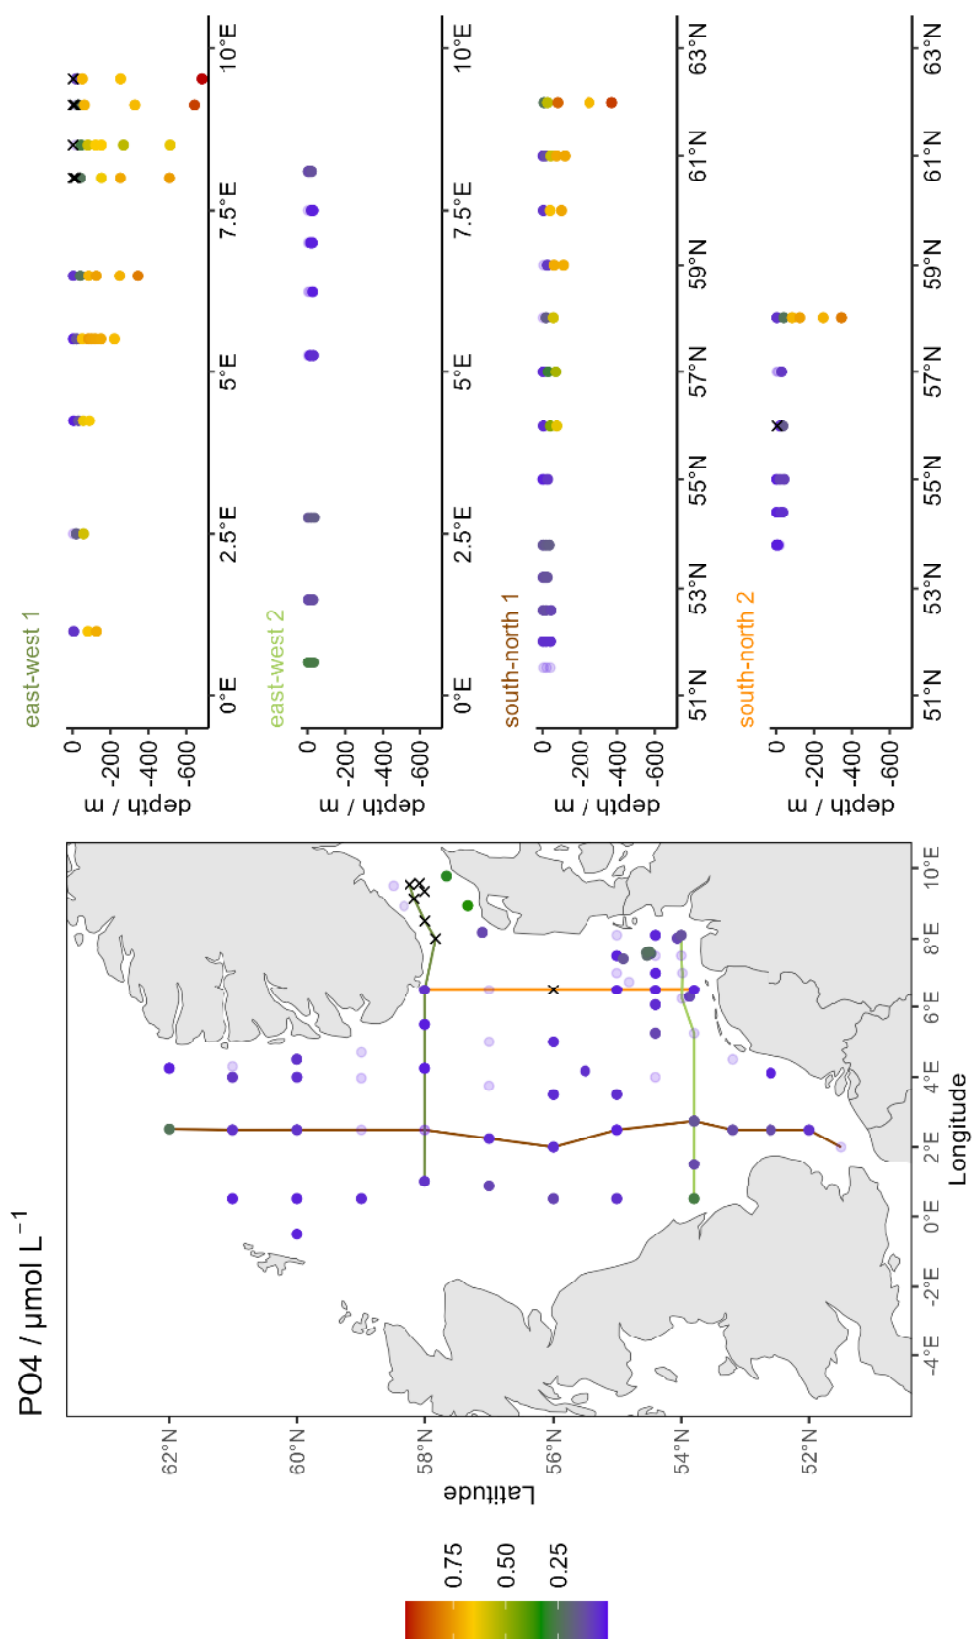 PO4 / µmol L⁻¹
62°N
60°N
58°N
56°N
54°N
52°N
Latitude
-4°E
-2°E
0°E
2°E
4°E
6°E
8°E
10°E
Longitude
0.75
0.50
0.25
east-west 1
0
-200
-400
-600
depth / m
0°E
2.5°E
5°E
7.5°E
10°E
east-west 2
0
-200
-400
-600
depth / m
0°E
2.5°E
5°E
7.5°E
10°E
south-north 1
0
-200
-400
-600
depth / m
51°N
53°N
55°N
57°N
59°N
61°N
63°N
south-north 2
0
-200
-400
-600
depth / m
51°N
53°N
55°N
57°N
59°N
61°N
63°N